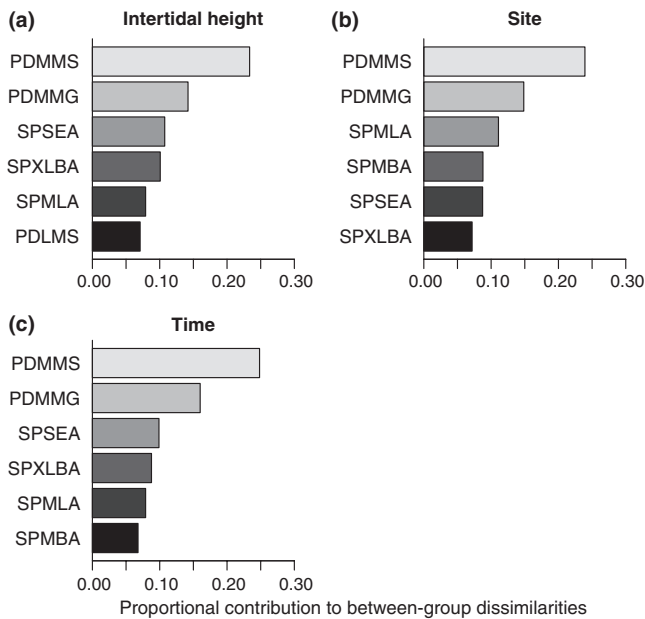 (a) Intertidal height
PDMMS
PDMMG
SPSEA
SPXLBA
SPMLA
PDLMS
0.00 0.10 0.20 0.30
(b) Site
PDMMS
PDMMG
SPMLA
SPMBA
SPSEA
SPXLBA
0.00 0.10 0.20 0.30
(c) Time
PDMMS
PDMMG
SPSEA
SPXLBA
SPMLA
SPMBA
0.00 0.10 0.20 0.30
Proportional contribution to between-group dissimilarities